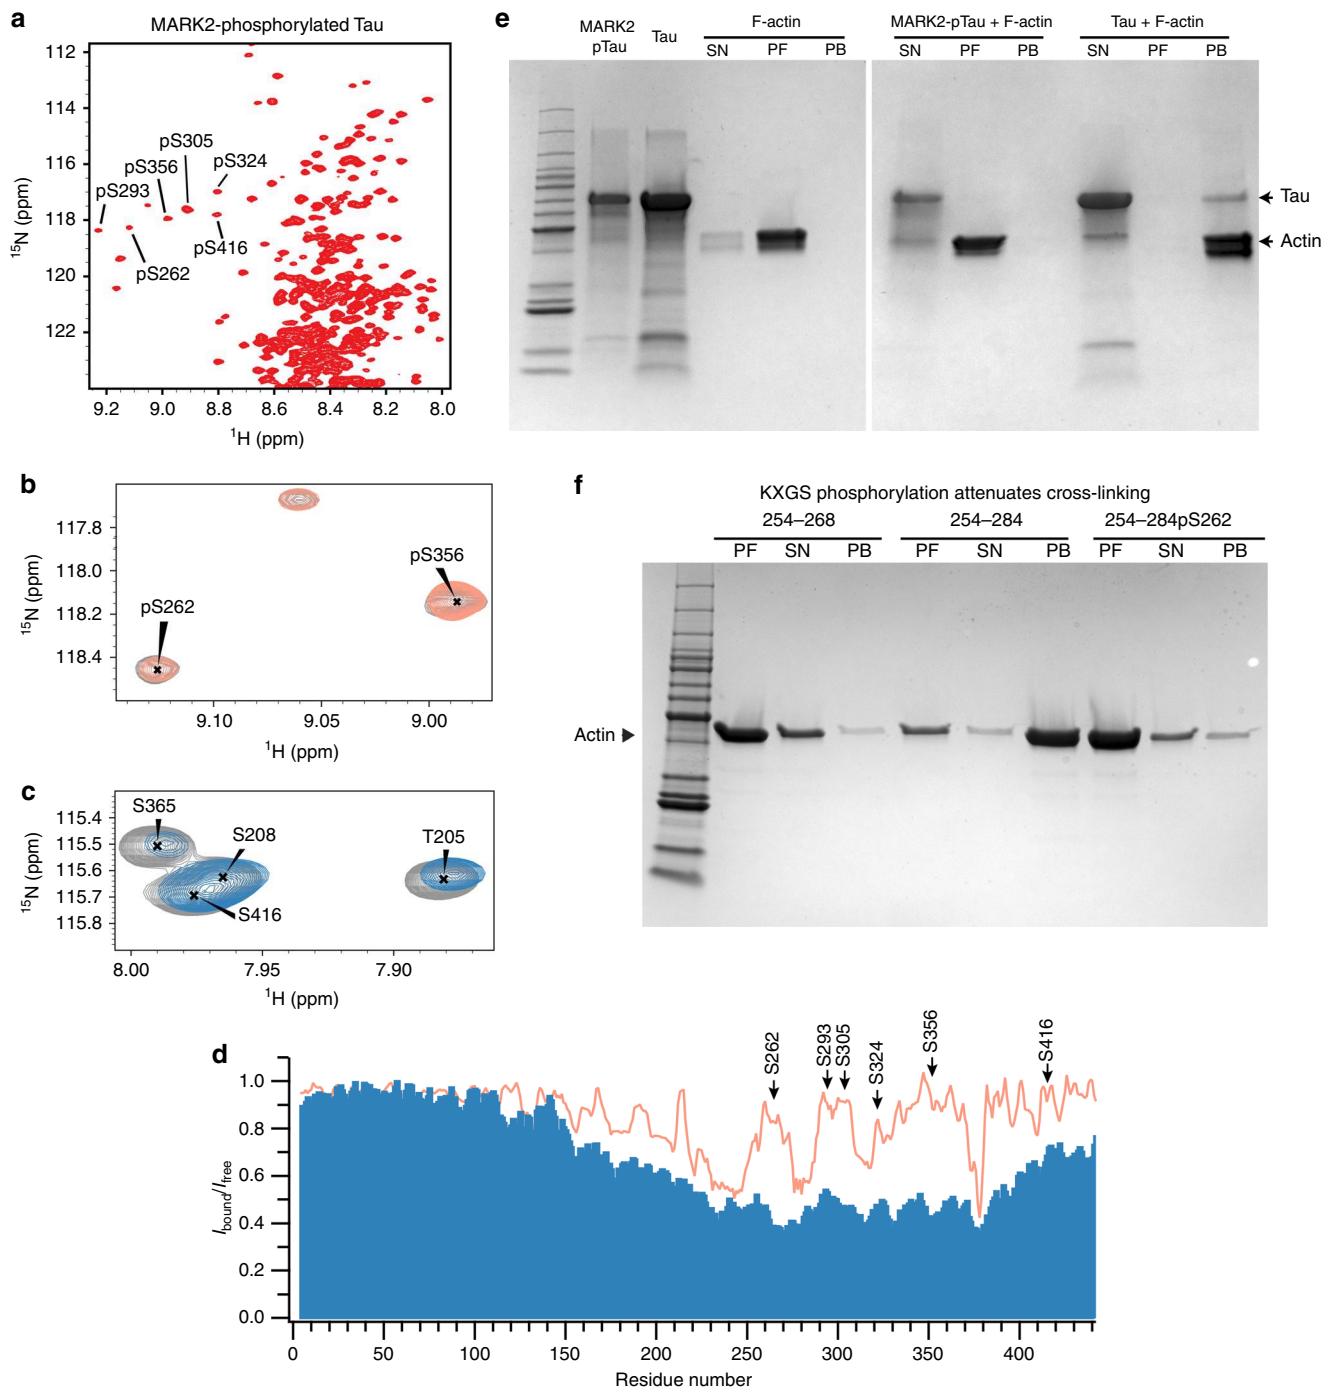 a
MARK2-phosphorylated Tau
112
114
116
118
120
122
15N (ppm)
pS293
pS356
pS305
pS324
pS262
pS416
9.2 9.0 8.8 8.6 8.4 8.2 8.0
1H (ppm)
b
117.8
118.0
118.2
118.4
15N (ppm)
pS262
pS356
9.10 9.05 9.00
1H (ppm)
c
115.4
115.5
115.6
115.7
115.8
15N (ppm)
S365
S208
S416
T205
8.00 7.95 7.90
1H (ppm)
d
1.0
0.8
0.6
0.4
0.2
0.0
Ibound/Ifree
S262
S293
S305
S324
S356
S416
0 50 100 150 200 250 300 350 400
Residue number
e
MARK2 pTau
Tau
F-actin
SN PF PB
MARK2-pTau + F-actin
SN PF PB
Tau + F-actin
SN PF PB
Tau
Actin
f
KXGS phosphorylation attenuates cross-linking
254–268 254–284 254–284pS262
PF SN PB PF SN PB PF SN PB
Actin